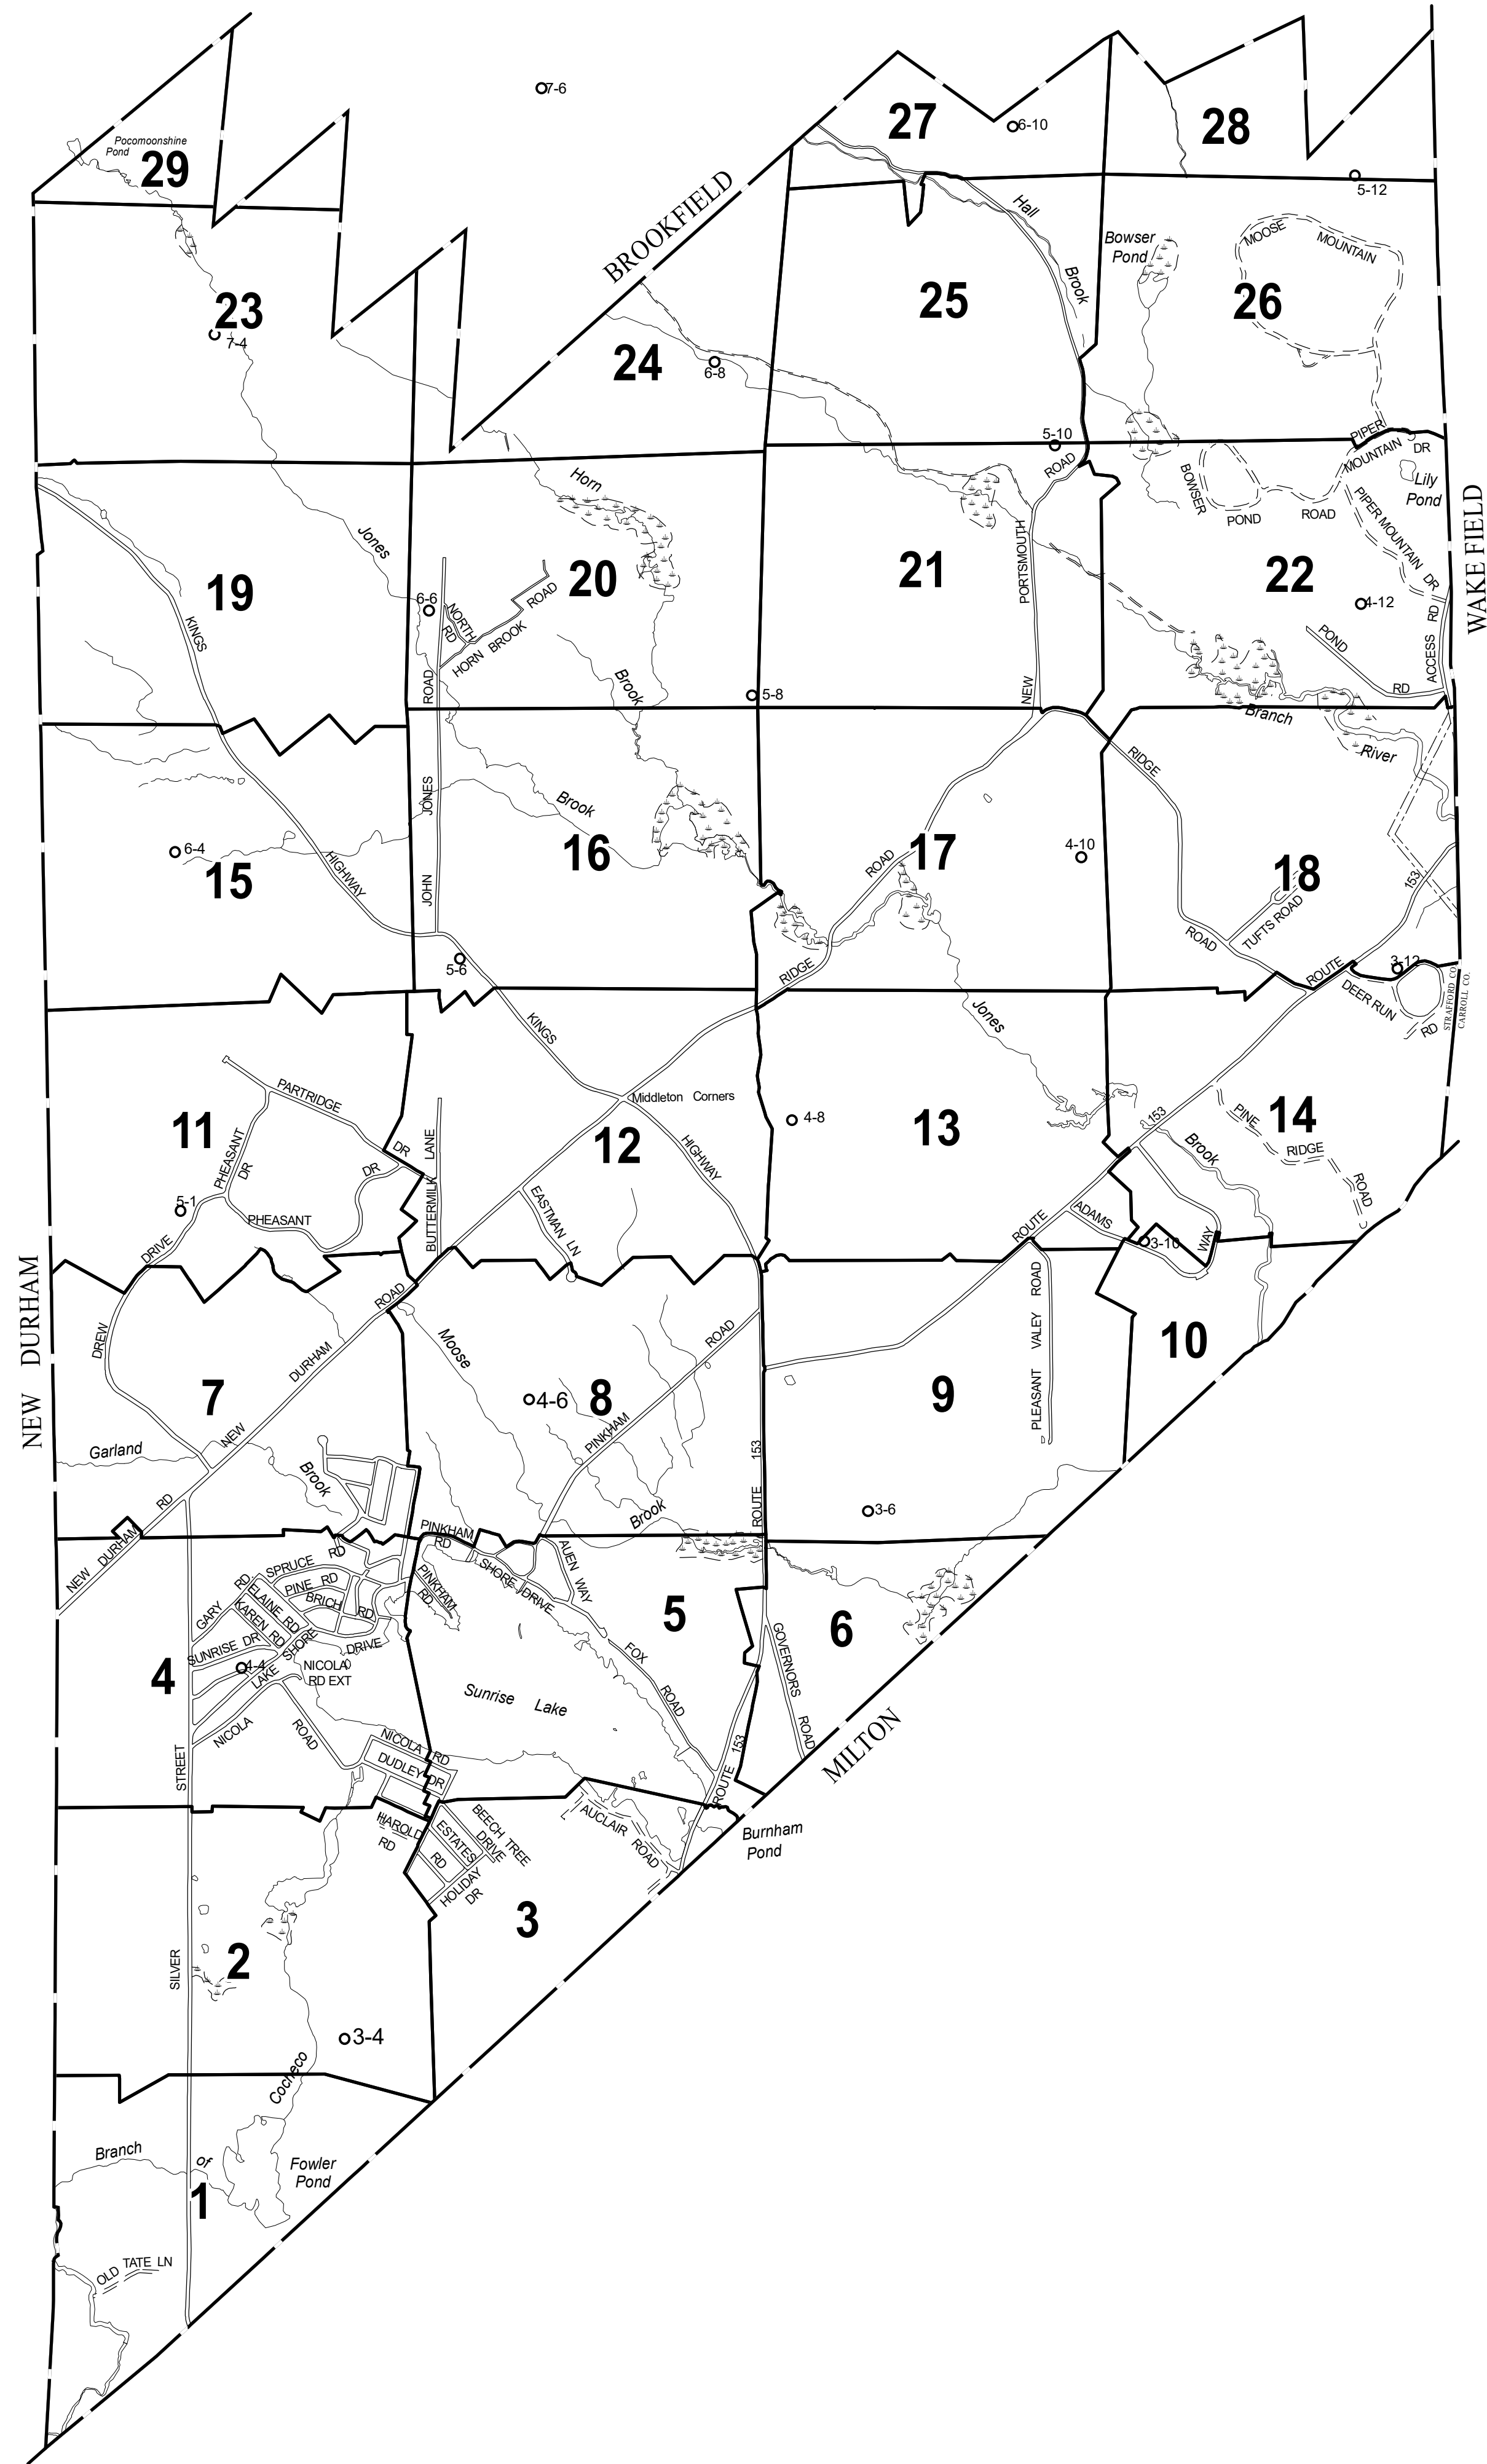 7-6
27
6-10
28
Pocomoonshine
Pond
29
5-12
BROOKFIELD
Hall
Brook
Bowser
Pond
MOOSE
MOUNTAIN
23
7-4
25
26
24
6-8
5-10
ROAD
PIPER
MOUNTAIN DR
Lily
Pond
BOWSER
POND
ROAD
PIPER MOUNTAIN DR
WAKE FIELD
Horn
Jones
PORTSMOUTH
19
20
21
22
6-6
NORTH
RD
HORN BROOK
ROAD
4-12
KINGS
POND
RD
ACCESS RD
ROAD
Brook
5-8
NEW
Branch
River
RIDGE
JONES
Brook
6-4
15
HIGHWAY
16
ROAD
17
4-10
18
153
JOHN
TUFTS ROAD
ROAD
5-6
RIDGE
ROUTE
3-12
DEER RUN
RD
STRAFFORD CO.
CARROLL CO.
KINGS
Jones
Middleton Corners
PARTRIDGE
DR
11
PHEASANT
DR
LANE
12
HIGHWAY
4-8
13
153
PINE
RIDGE
ROAD
14
Brook
5-1
DR
PHEASANT
BUTTERMILK
EASTMAN LN
DRIVE
ROUTE
ADAMS
WAY
3-10
NEW DURHAM
ROAD
DREW
DURHAM
Moose
ROAD
PLEASANT VALEY ROAD
10
7
4-6
8
9
PINKHAM
NEW
Garland
Brook
153
RD
Brook
ROUTE
3-6
NEW DURHAM
PINKHAM
RD
RD
SPRUCE
RD
PINE RD
BRICH
RD
ELAINE RD
KAREN RD
GARY
SUNRISE DR
PINKHAM
RD.
SHORE DRIVE
AUEN WAY
5
6
GOVERNORS
ROAD
4
4-4
LAKE SHORE
DRIVE
NICOLA
RD EXT
FOX
ROAD
Sunrise Lake
MILTON
NICOLA
ROAD
NICOLA RD
DUDLEY DR
STREET
ROUTE 153
HAROLD
RD
BEECH TREE
DRIVE
ESTATES
RD
HOLIDAY
DR
AUCLAIR
ROAD
Burnham
Pond
3
2
SILVER
3-4
Cocheco
Branch
of
Fowler
Pond
1
OLD TATE LN